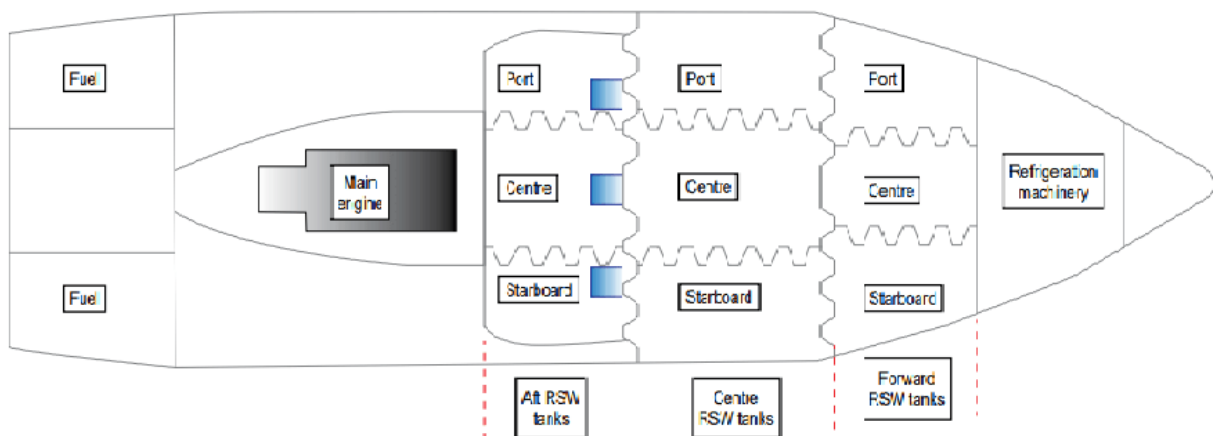 Fuel
Port
Port
Port
Main
engine
Centre
Centre
Centre
Refrigeration
machinery
Fuel
Starboard
Starboard
Starboard
Aft RSW
tanks
Centre
RSW tanks
Forward
RSW tanks